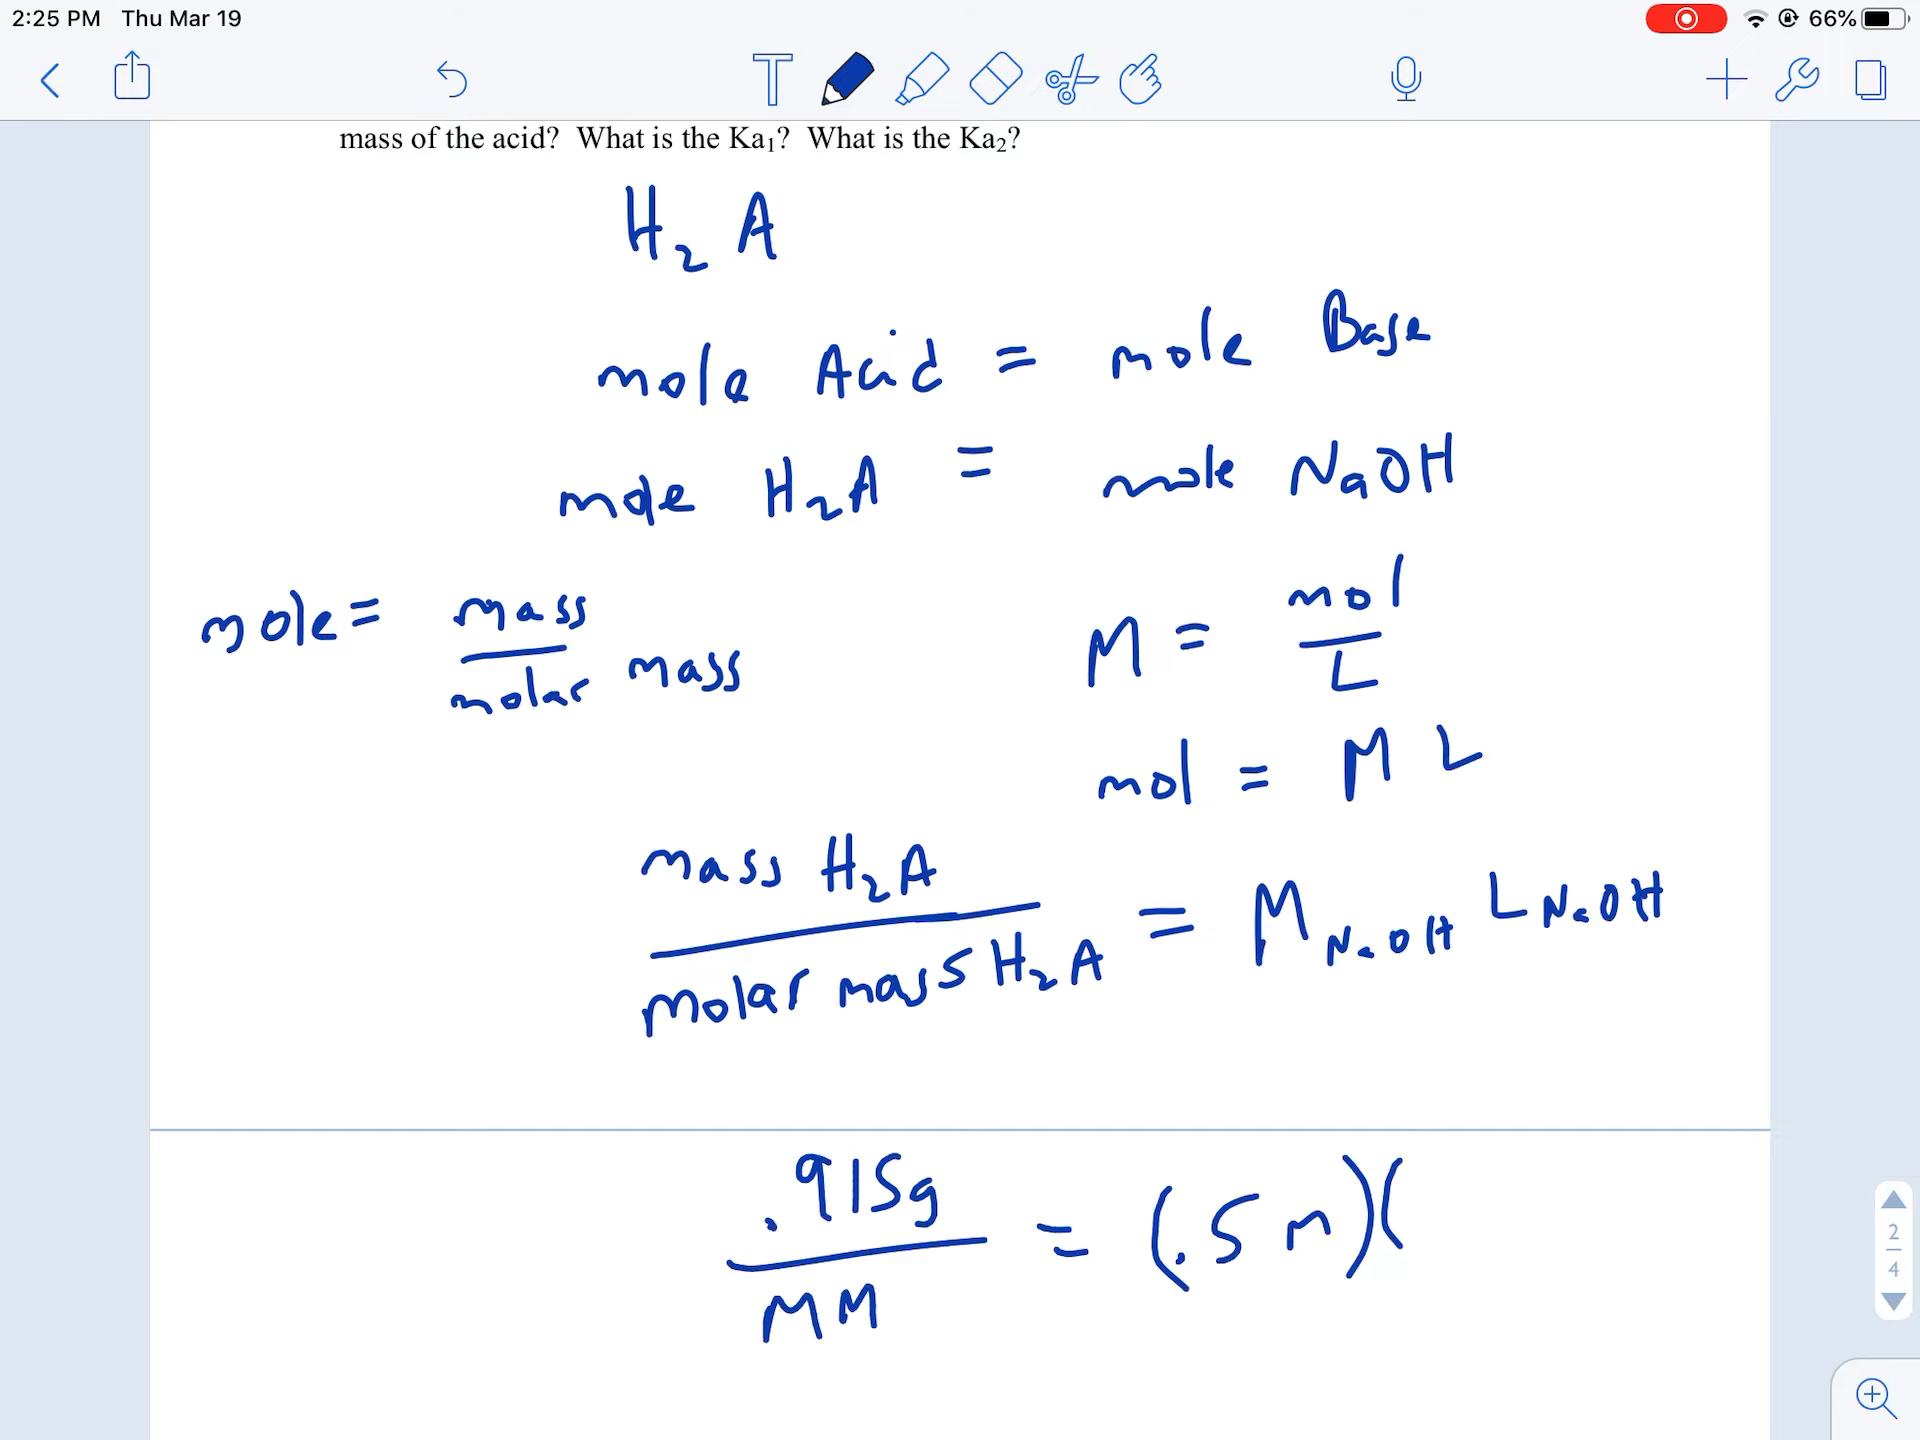 2:25 PM Thu Mar 19 66%
T
mass of the acid? What is the Ka₁? What is the Ka₂?
H₂A
mole Acid = mole Base
mole H₂A = mole NaOH
mole = mass / molar mass
M = mol / L
mol = M L
mass H₂A / molar mass H₂A = M NaOH L NaOH
.915g / MM = (.5 m)(
2
4